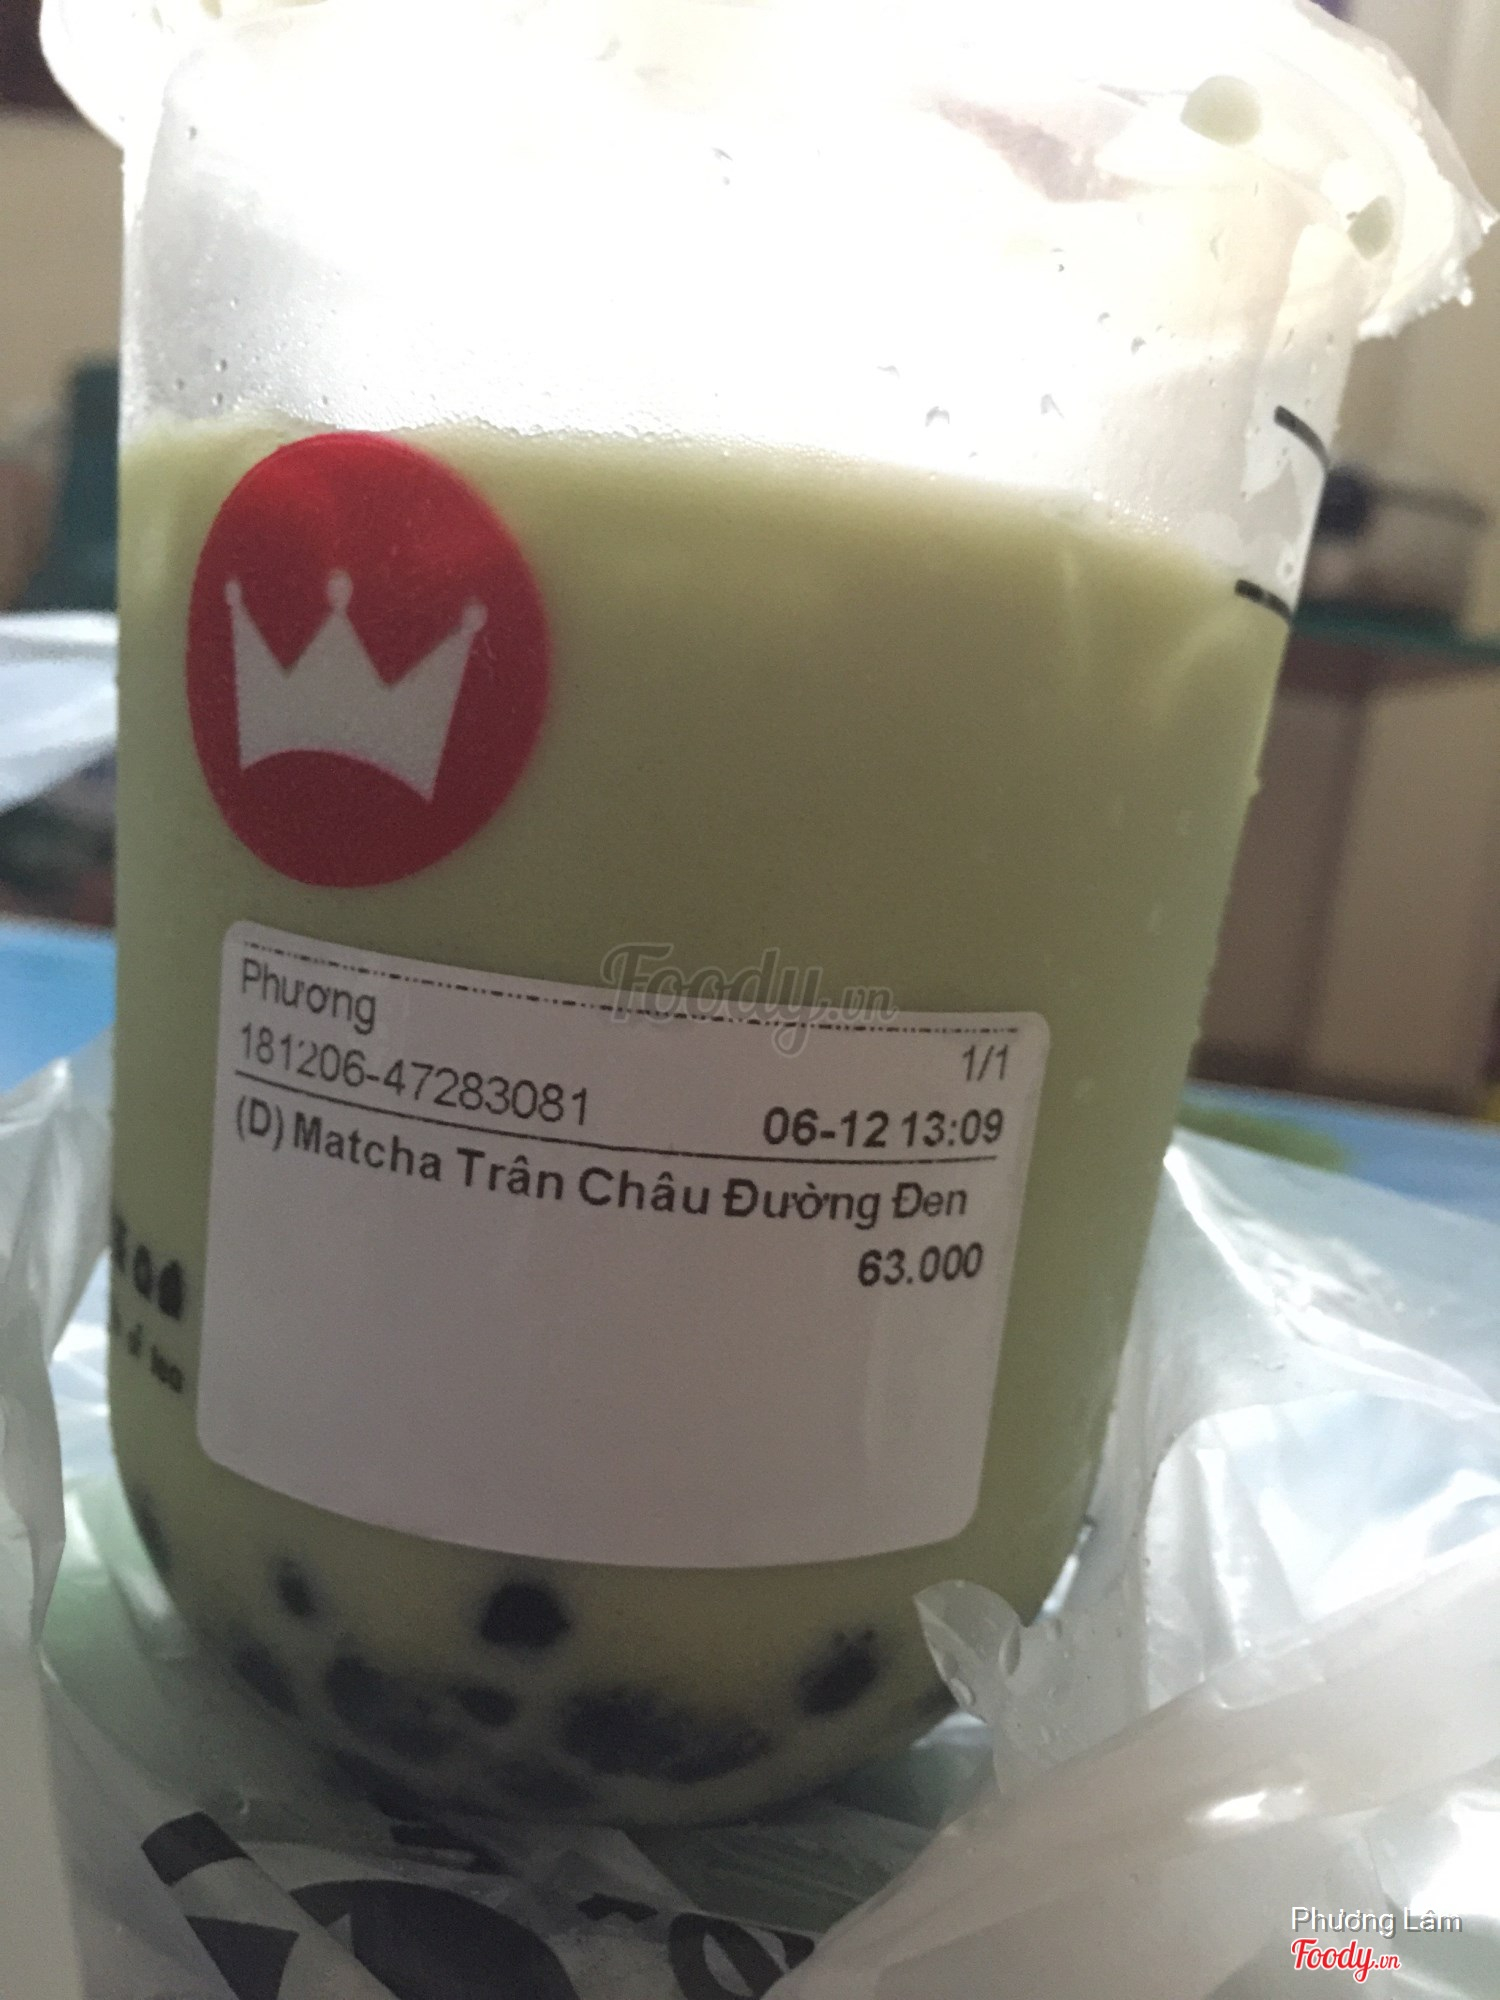 Phương
1/1
181206-47283081
06-12 13:09
(D) Matcha Trân Châu Đường Đen
63.000
Foody.vn
tea
Phương Lâm
Foody.vn